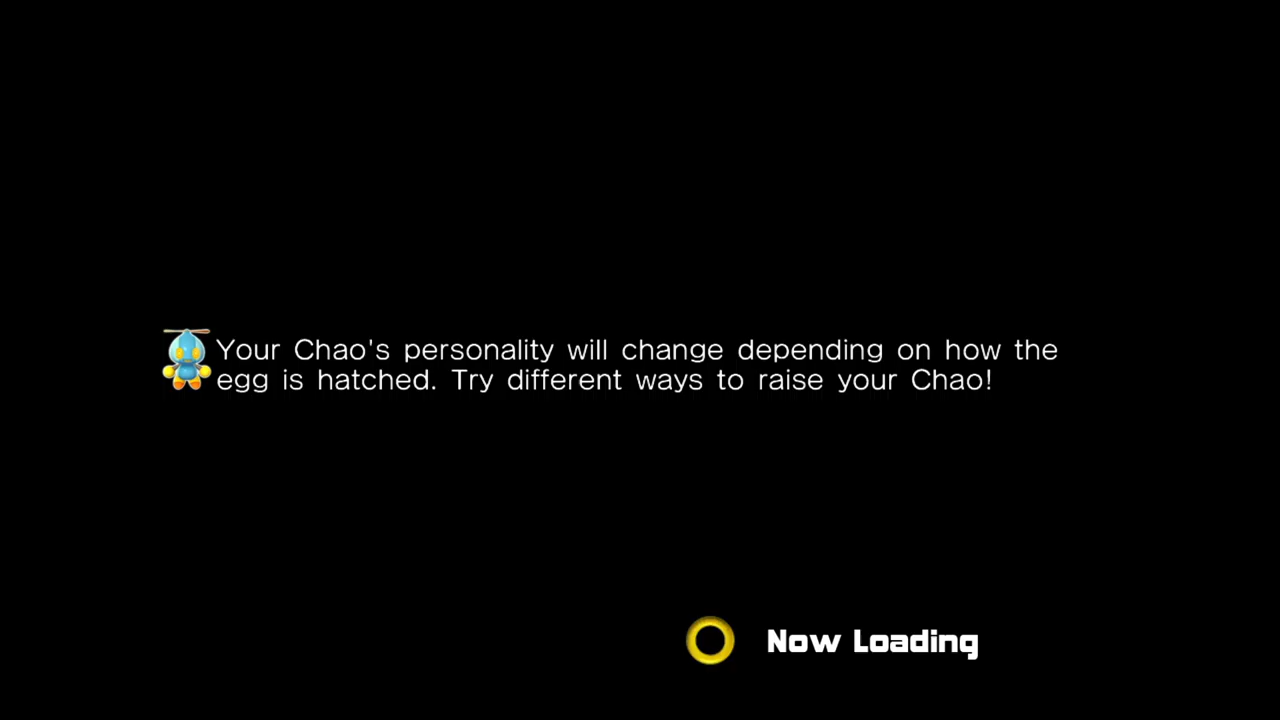 Your Chao's personality will change depending on how the
egg is hatched. Try different ways to raise your Chao!
Now Loading